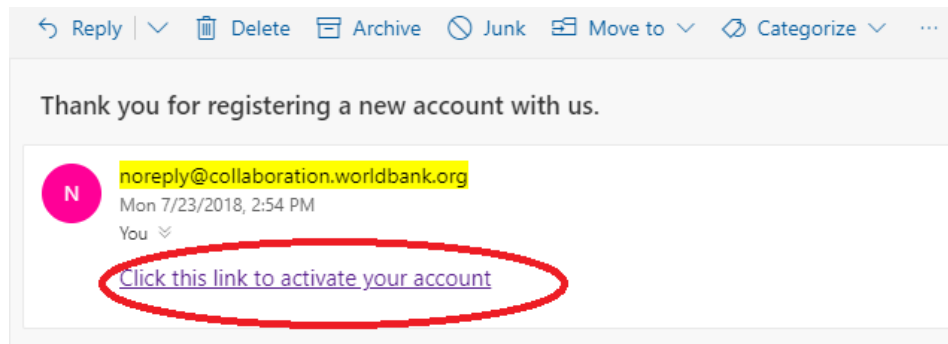 Reply Delete Archive Junk Move to Categorize ...
Thank you for registering a new account with us.
N
noreply@collaboration.worldbank.org
Mon 7/23/2018, 2:54 PM
You
Click this link to activate your account